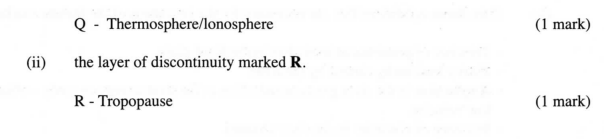 Q - Thermosphere/Ionosphere (1 mark)
(ii) the layer of discontinuity marked R.
R - Tropopause (1 mark)